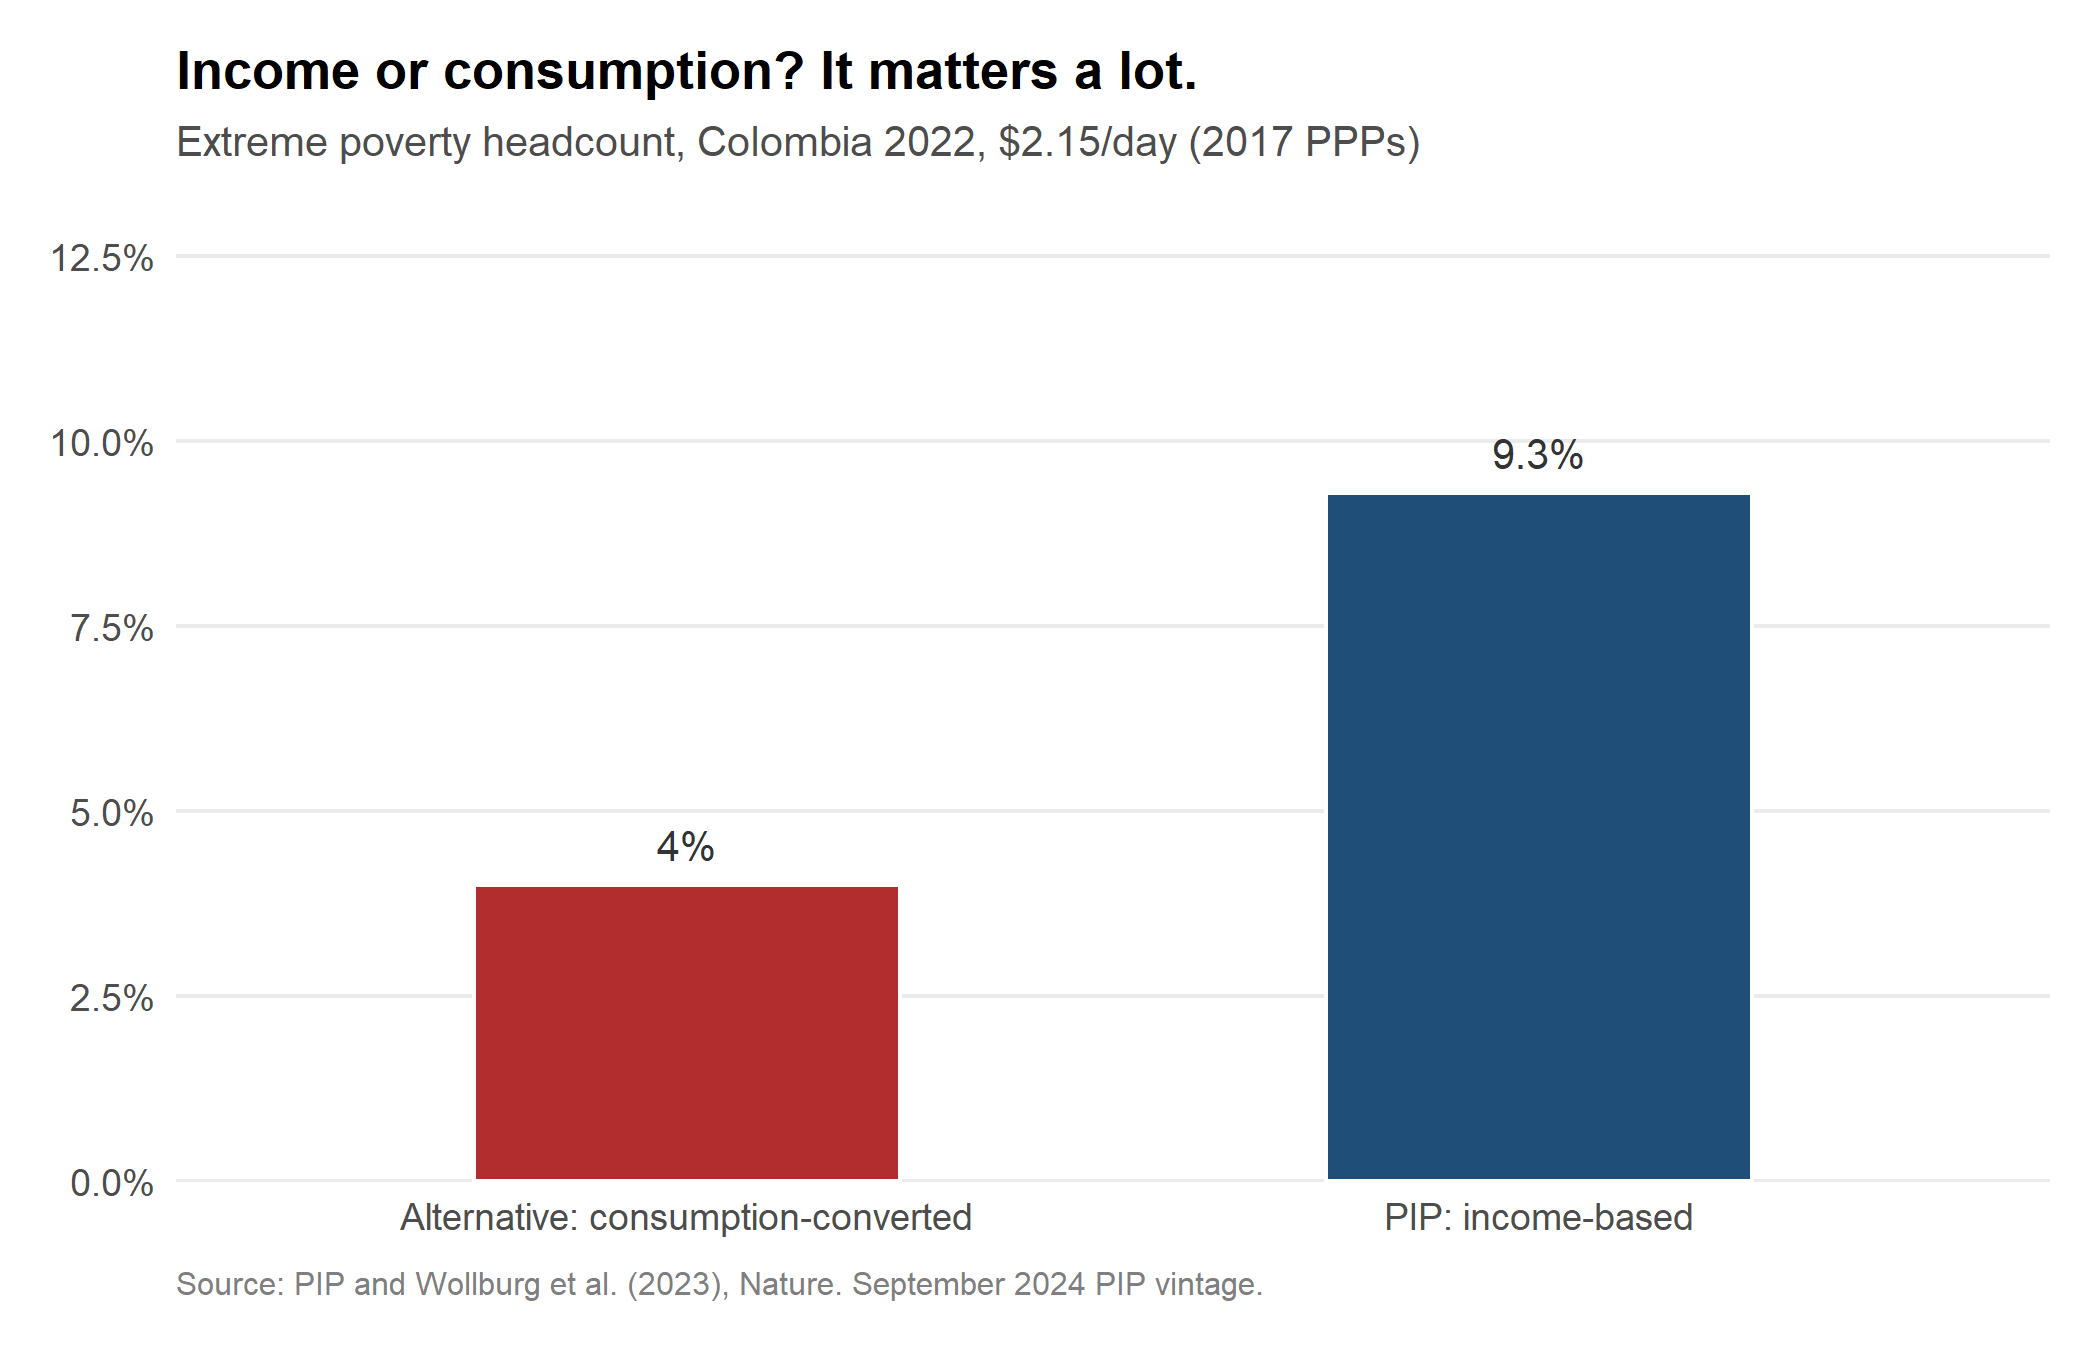 Income or consumption? It matters a lot.
Extreme poverty headcount, Colombia 2022, $2.15/day (2017 PPPs)
12.5%
10.0%
9.3%
7.5%
5.0%
4%
2.5%
0.0%
Alternative: consumption-converted
PIP: income-based
Source: PIP and Wollburg et al. (2023), Nature. September 2024 PIP vintage.